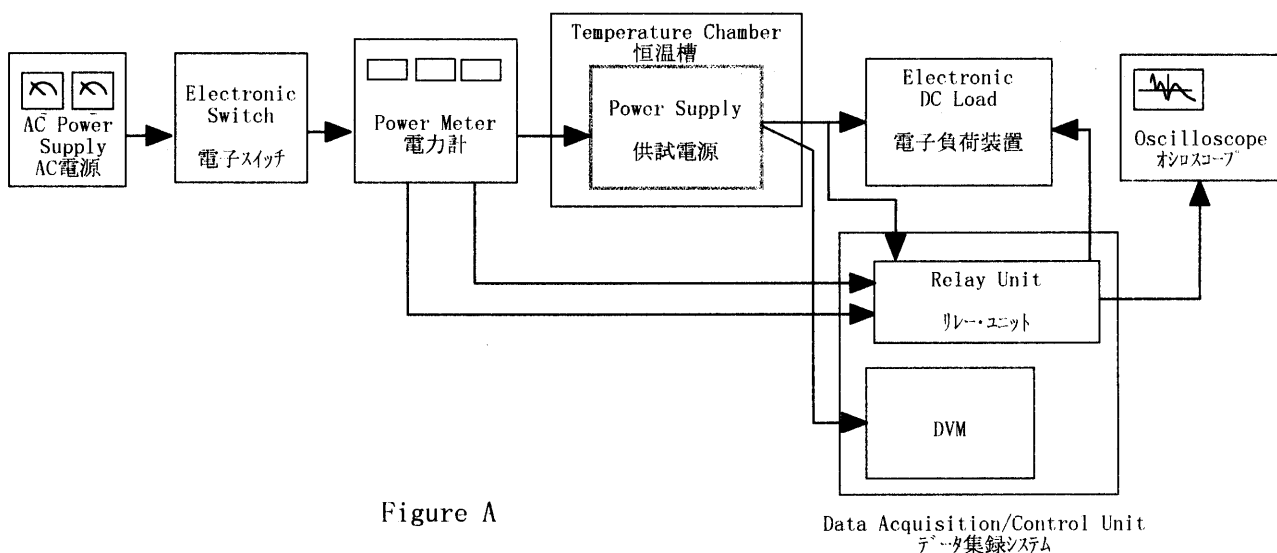 AC Power
Supply
AC電源
Electronic
Switch
電子スイッチ
Power Meter
電力計
Temperature Chamber
恒温槽
Power Supply
供試電源
Electronic
DC Load
電子負荷装置
Oscilloscope
オシロスコープ
Relay Unit
リレー・ユニット
DVM
Data Acquisition/Control Unit
データ集録システム
Figure A